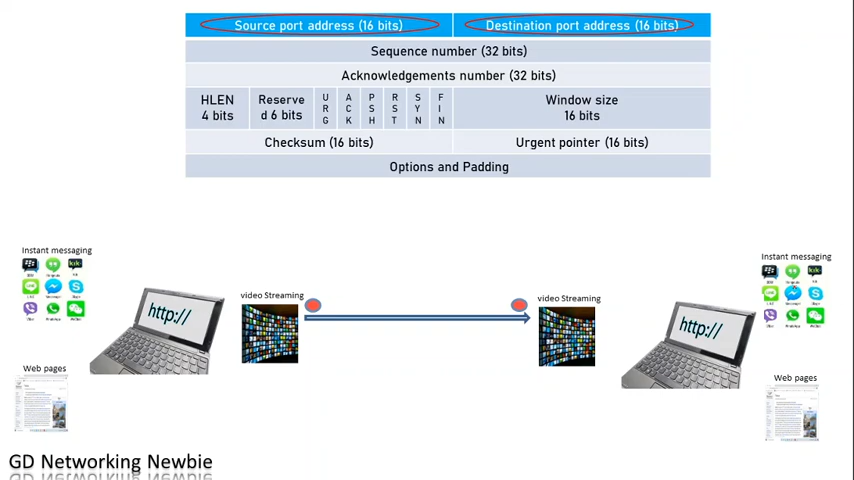 Source port address (16 bits)
Destination port address (16 bits)
Sequence number (32 bits)
Acknowledgements number (32 bits)
HLEN
4 bits
Reserve
d 6 bits
U
R
G
A
C
K
P
S
H
R
S
T
S
Y
N
F
I
N
Window size
16 bits
Checksum (16 bits)
Urgent pointer (16 bits)
Options and Padding
Instant messaging
http://
video Streaming
Web pages
video Streaming
http://
Instant messaging
Web pages
GD Networking Newbie